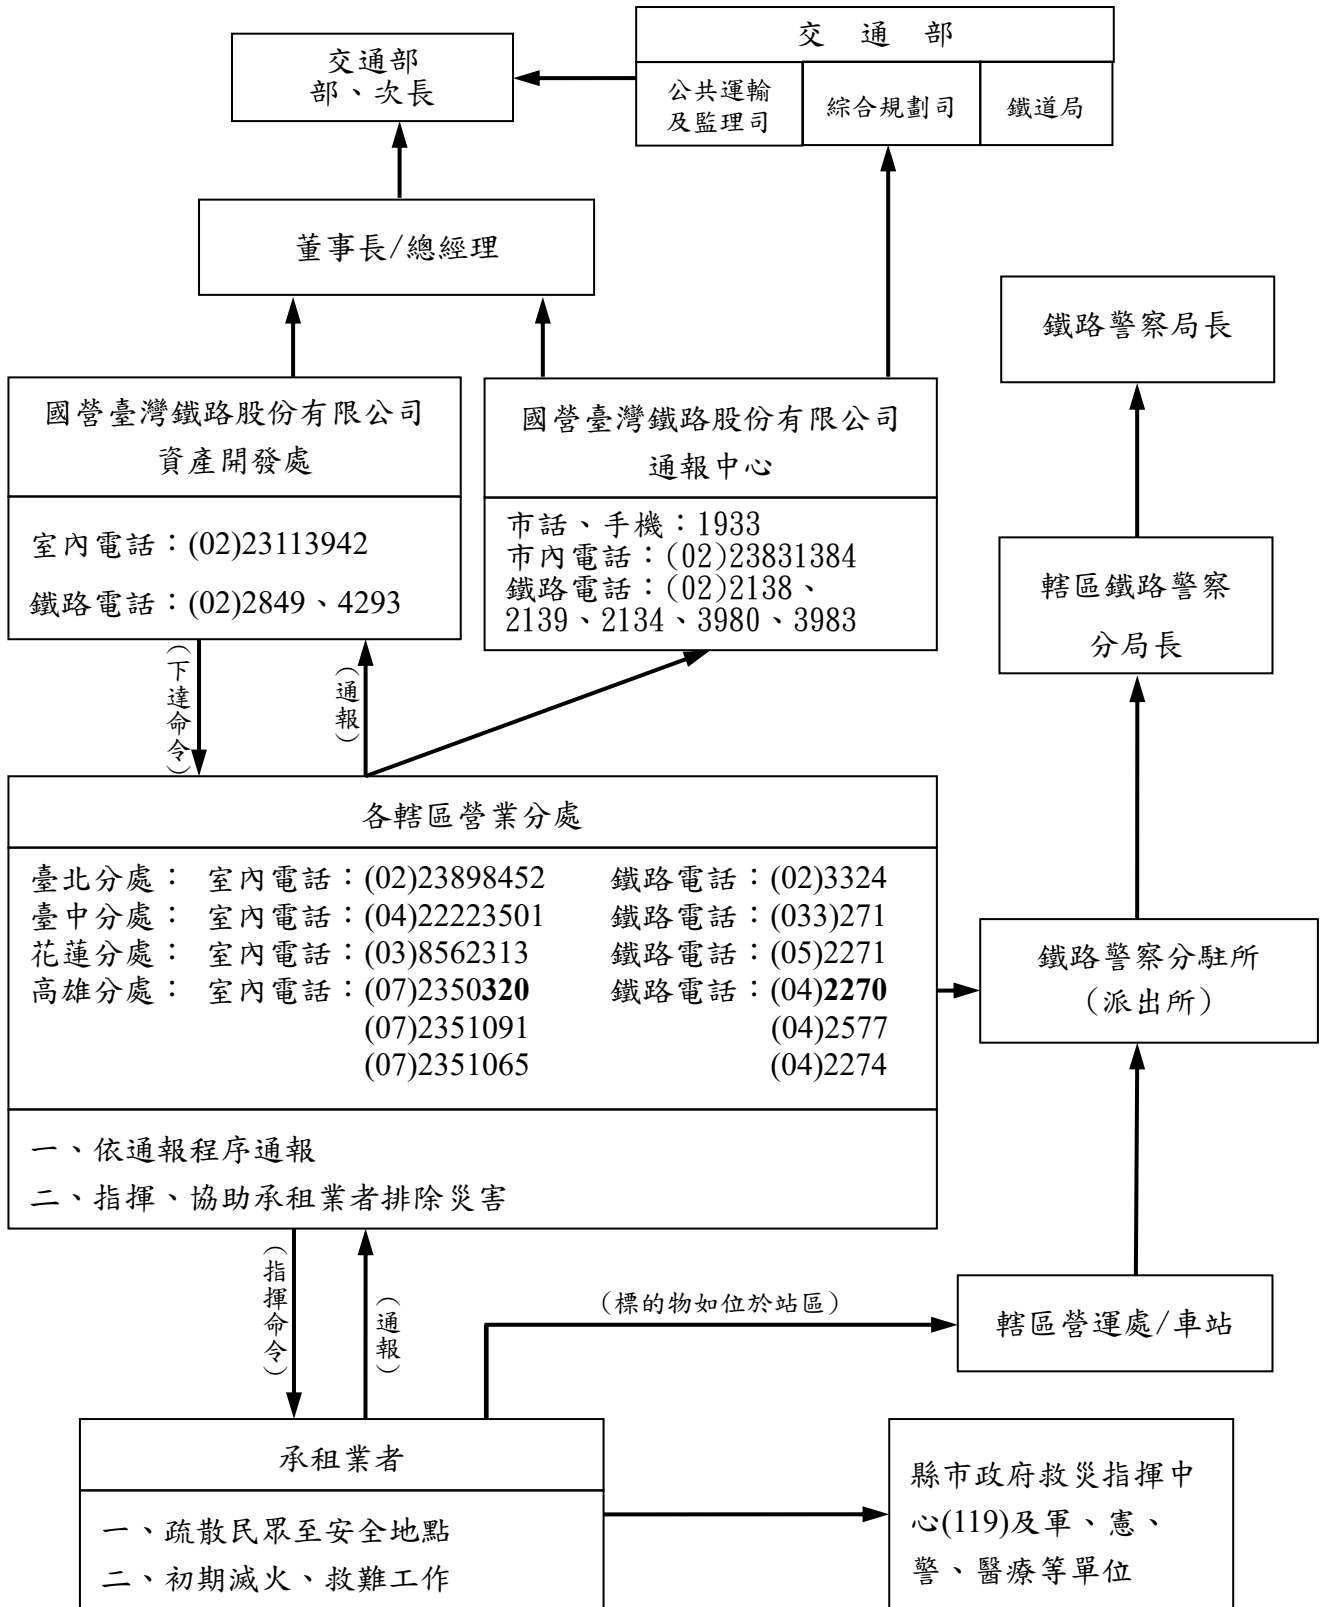 交通部
部、次長
交 通 部
公共運輸
及監理司
綜合規劃司
鐵道局
董事長/總經理
鐵路警察局長
國營臺灣鐵路股份有限公司
資產開發處
室內電話：(02)23113942
鐵路電話：(02)2849、4293
國營臺灣鐵路股份有限公司
通報中心
市話、手機：1933
市內電話：(02)23831384
鐵路電話：(02)2138、
2139、2134、3980、3983
轄區鐵路警察
分局長
(下達命令)
(通報)
各轄區營業分處
臺北分處： 室內電話：(02)23898452 鐵路電話：(02)3324
臺中分處： 室內電話：(04)22223501 鐵路電話：(033)271
花蓮分處： 室內電話：(03)8562313 鐵路電話：(05)2271
高雄分處： 室內電話：(07)2350320 鐵路電話：(04)2270
(07)2351091 (04)2577
(07)2351065 (04)2274
一、依通報程序通報
二、指揮、協助承租業者排除災害
鐵路警察分駐所
(派出所)
(指揮命令)
(通報)
(標的物如位於站區)
轄區營運處/車站
承租業者
一、疏散民眾至安全地點
二、初期滅火、救難工作
縣市政府救災指揮中
心(119)及軍、憲、
警、醫療等單位